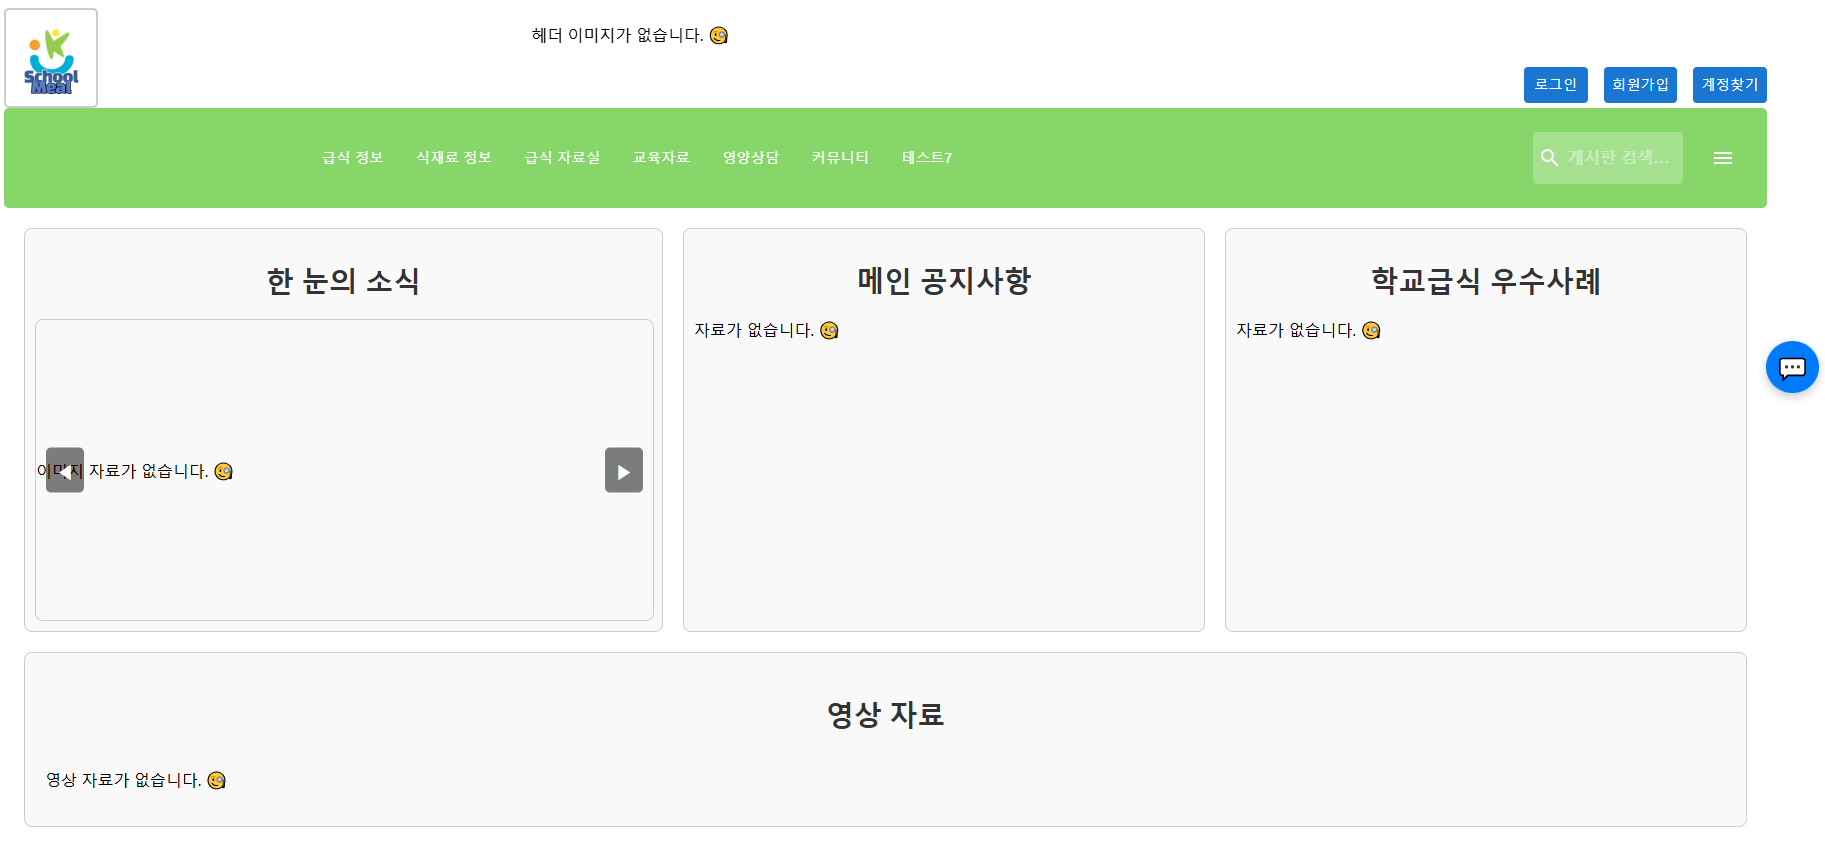 School
Meal
헤더 이미지가 없습니다. 🧐
로그인 회원가입 계정찾기
급식 정보 식재료 정보 급식 자료실 교육자료 영양상담 커뮤니티 테스트7
게시판 검색...
한 눈의 소식
이미지 자료가 없습니다. 🧐
메인 공지사항
자료가 없습니다. 🧐
학교급식 우수사례
자료가 없습니다. 🧐
영상 자료
영상 자료가 없습니다. 🧐